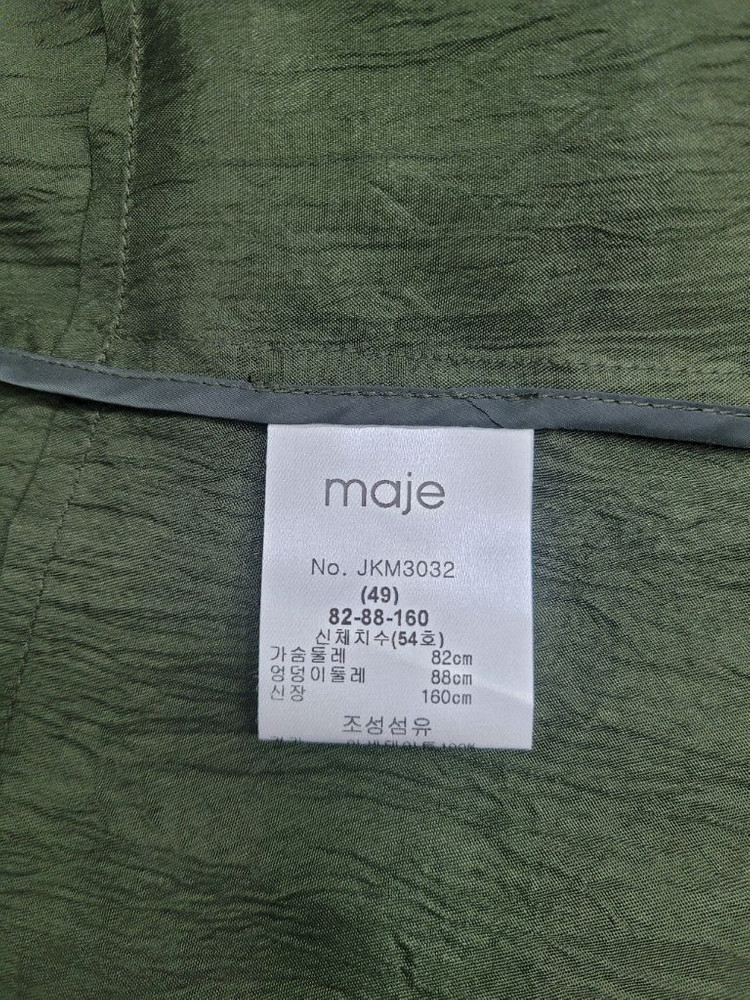 maje
No. JKM3032
(49)
82-88-160
신체치수(54호)
가슴둘레 82cm
엉덩이둘레 88cm
신장 160cm
조성섬유